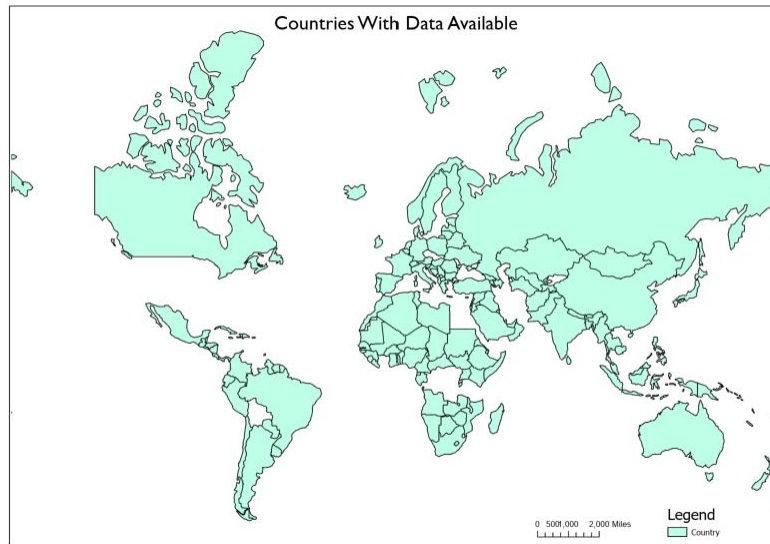 Countries With Data Available
Legend
0 500 1,000 2,000 Miles
Country